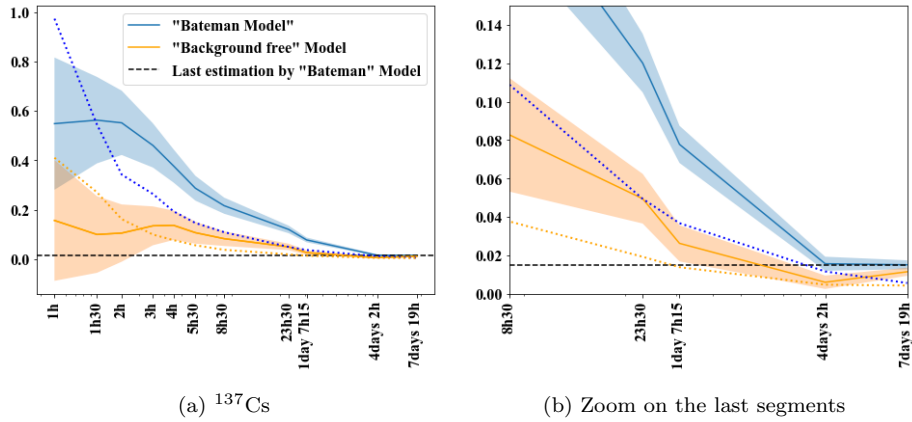 1.0
0.8
0.6
0.4
0.2
0.0
"Bateman Model"
"Background free" Model
Last estimation by "Bateman" Model
1h
1h30
2h
3h
4h
5h30
8h30
23h30
1day 7h15
4days 2h
7days 19h
(a) ¹³⁷Cs
0.14
0.12
0.10
0.08
0.06
0.04
0.02
0.00
8h30
23h30
1day 7h15
4days 2h
7days 19h
(b) Zoom on the last segments